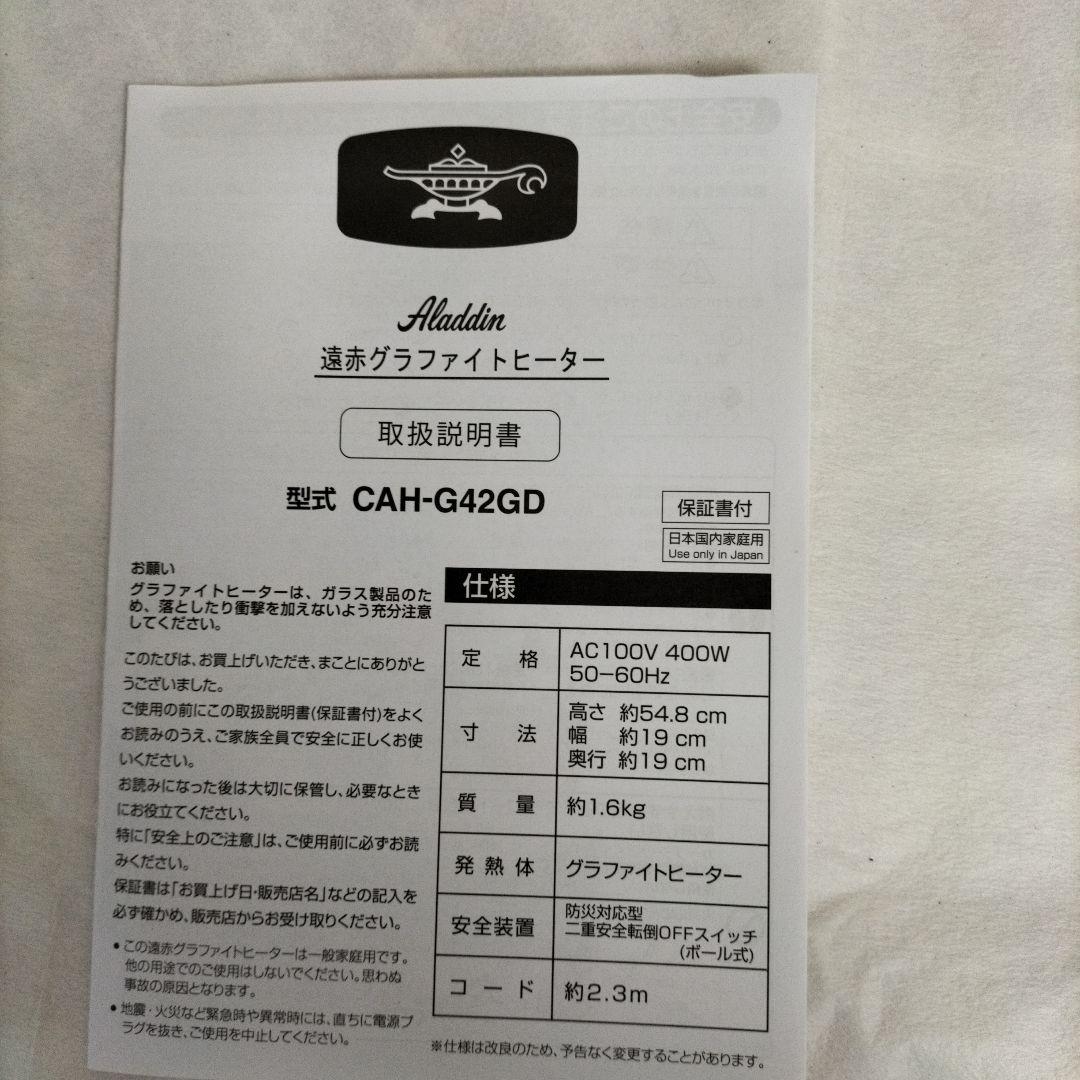 Aladdin
遠赤グラファイトヒーター
取扱説明書
型式 CAH-G42GD
保証書付
日本国内家庭用
Use only in Japan
お願い
グラファイトヒーターは、ガラス製品のた
め、落としたり衝撃を加えないよう充分注意
してください。
このたびは、お買上げいただき、まことにありがと
うございました。
ご使用の前にこの取扱説明書(保証書付)をよく
お読みのうえ、ご家族全員で安全に正しくお使
いください。
お読みになった後は大切に保管し、必要なとき
にお役立てください。
特に「安全上のご注意」は、ご使用前に必ずお読
みください。
保証書は「お買上げ日・販売店名」などの記入を
必ず確かめ、販売店からお受け取りください。
•この遠赤グラファイトヒーターは一般家庭用です。
他の用途でのご使用はしないでください。思わぬ
事故の原因となります。
•地震・火災など緊急時や異常時には、直ちに電源プ
ラグを抜き、ご使用を中止してください。
仕様
定格 AC100V 400W
50−60Hz
寸法 高さ 約54.8 cm
幅 約19 cm
奥行 約19 cm
質量 約1.6kg
発熱体 グラファイトヒーター
安全装置 防災対応型
二重安全転倒OFFスイッチ
(ボール式)
コード 約2.3m
※仕様は改良のため、予告なく変更することがあります。